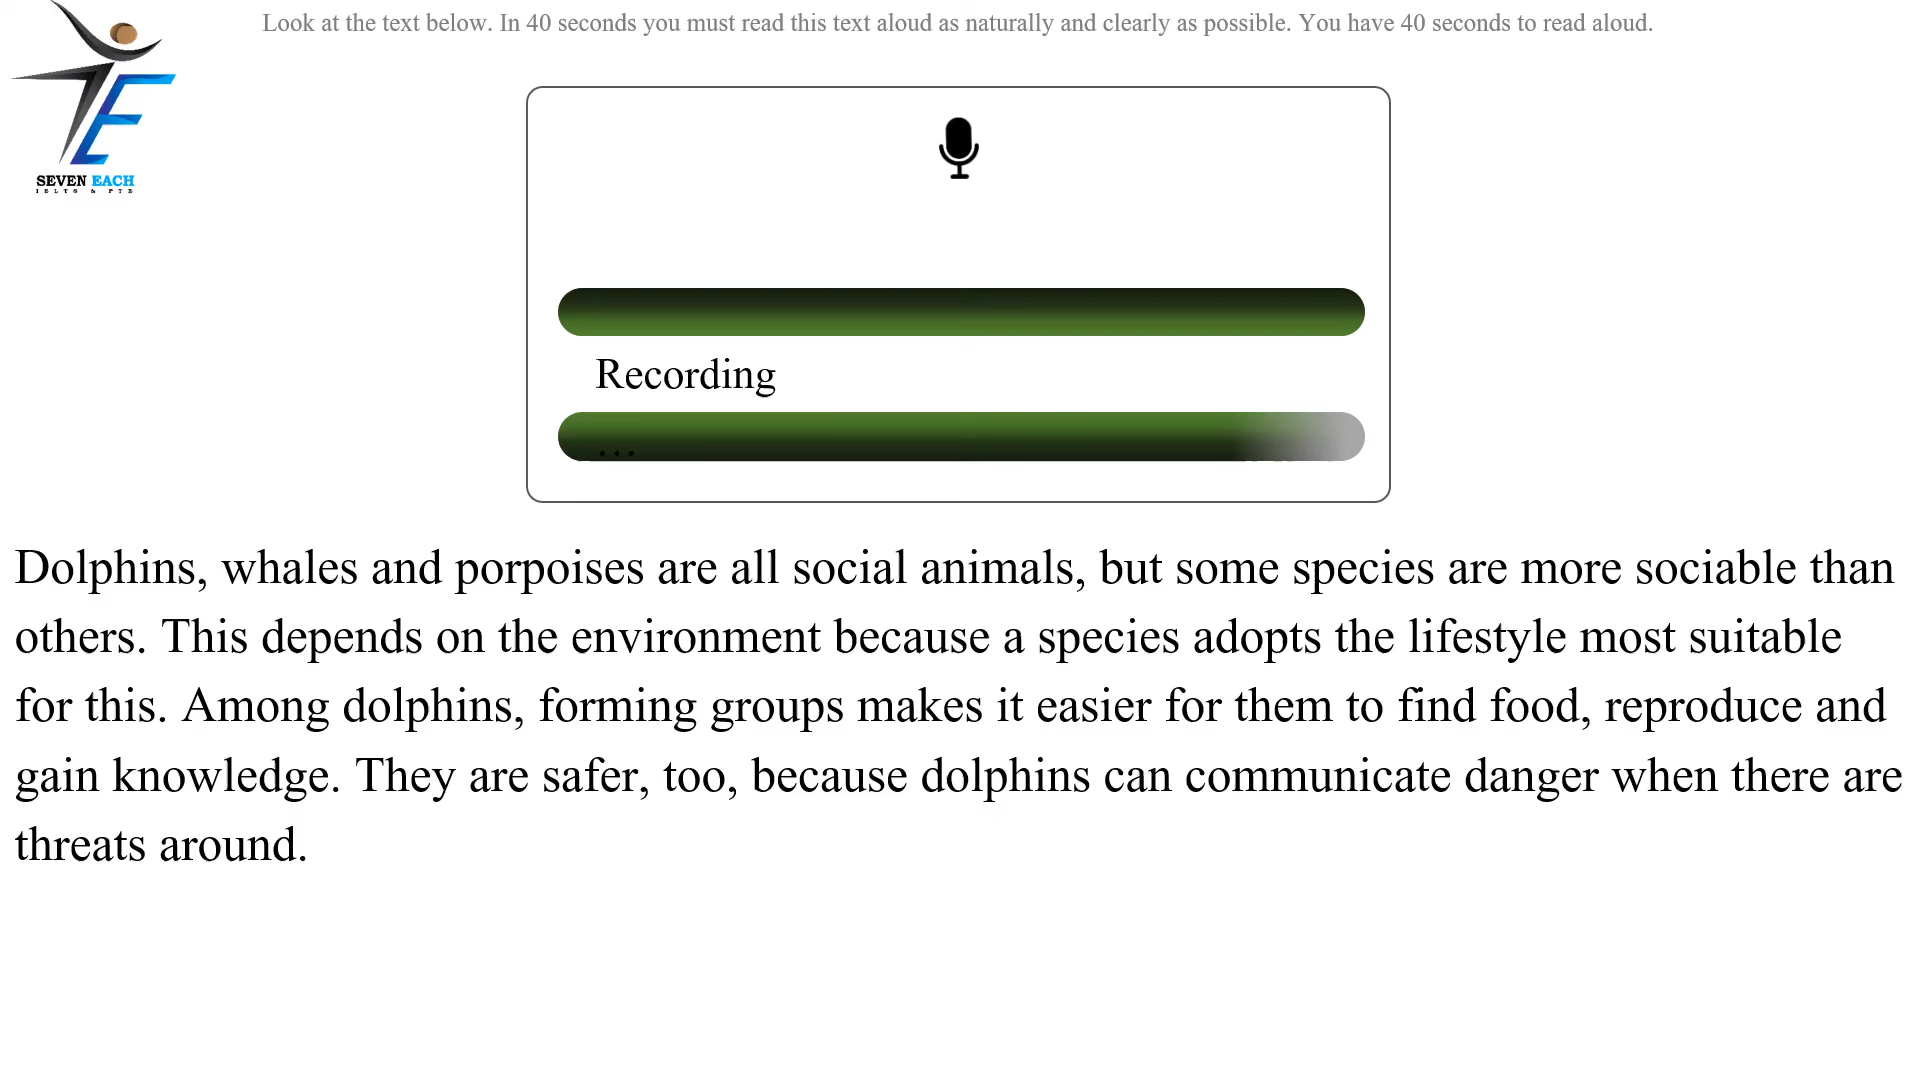 Look at the text below. In 40 seconds you must read this text aloud as naturally and clearly as possible. You have 40 seconds to read aloud.
SEVEN EACH
IELTS & PTE
Recording
...
Dolphins, whales and porpoises are all social animals, but some species are more sociable than
others. This depends on the environment because a species adopts the lifestyle most suitable
for this. Among dolphins, forming groups makes it easier for them to find food, reproduce and
gain knowledge. They are safer, too, because dolphins can communicate danger when there are
threats around.